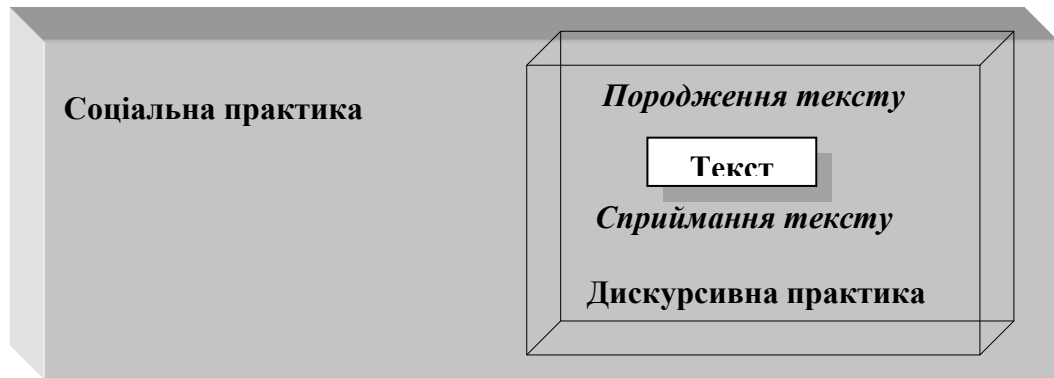 Соціальна практика
Породження тексту
Текст
Сприймання тексту
Дискурсивна практика